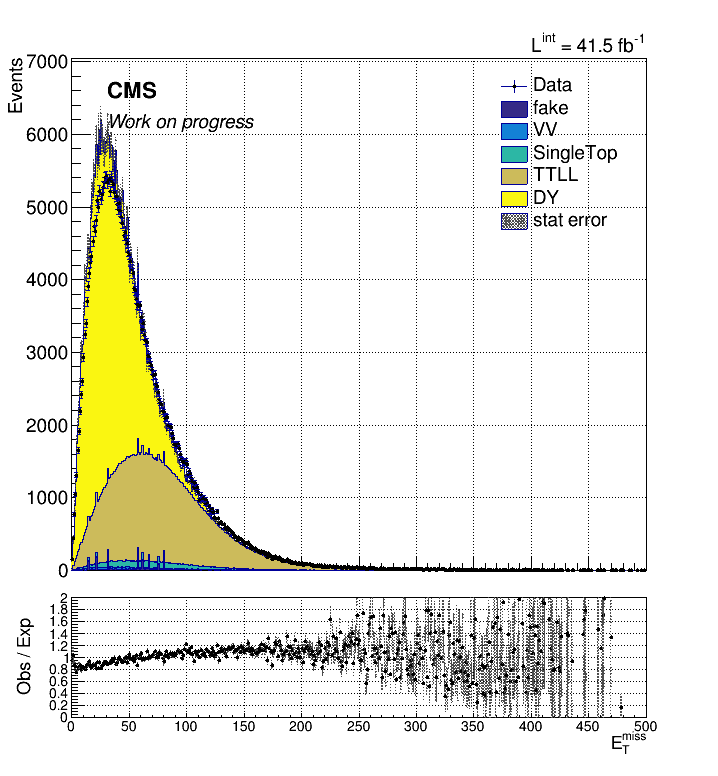 L^int = 41.5 fb^-1
7000
Events
CMS
Work on progress
Data
fake
VV
SingleTop
TTLL
DY
stat error
6000
5000
4000
3000
2000
1000
0
2
1.8
1.6
1.4
1.2
1
0.8
0.6
0.4
0.2
0
Obs / Exp
0 50 100 150 200 250 300 350 400 450 500
E_T^miss